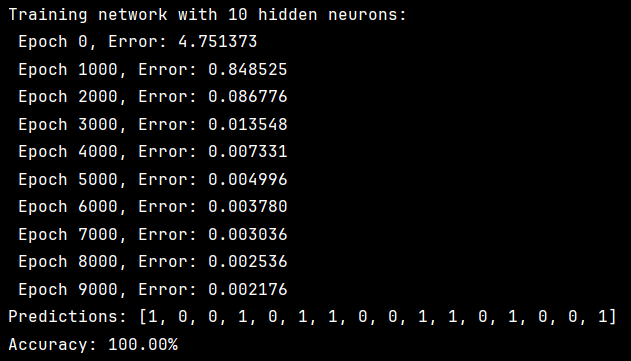 Training network with 10 hidden neurons:
Epoch 0, Error: 4.751373
Epoch 1000, Error: 0.848525
Epoch 2000, Error: 0.086776
Epoch 3000, Error: 0.013548
Epoch 4000, Error: 0.007331
Epoch 5000, Error: 0.004996
Epoch 6000, Error: 0.003780
Epoch 7000, Error: 0.003036
Epoch 8000, Error: 0.002536
Epoch 9000, Error: 0.002176
Predictions: [1, 0, 0, 1, 0, 1, 1, 0, 0, 1, 1, 0, 1, 0, 0, 1]
Accuracy: 100.00%